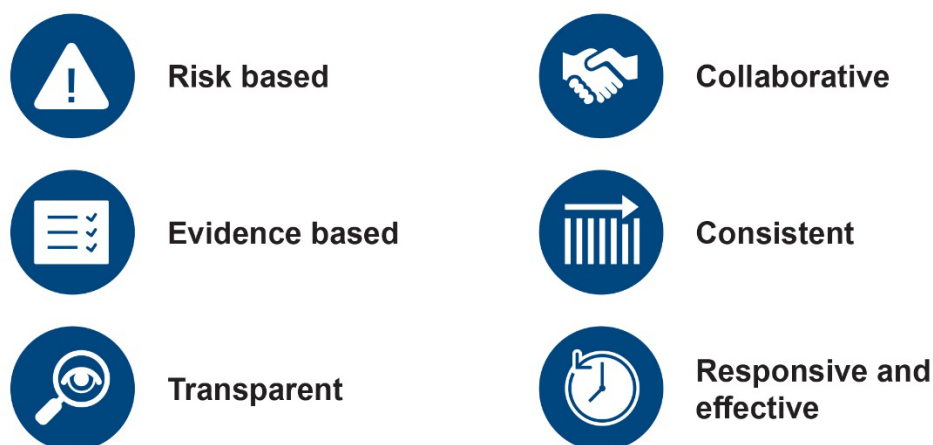 Risk based
Collaborative
Evidence based
Consistent
Transparent
Responsive and
effective